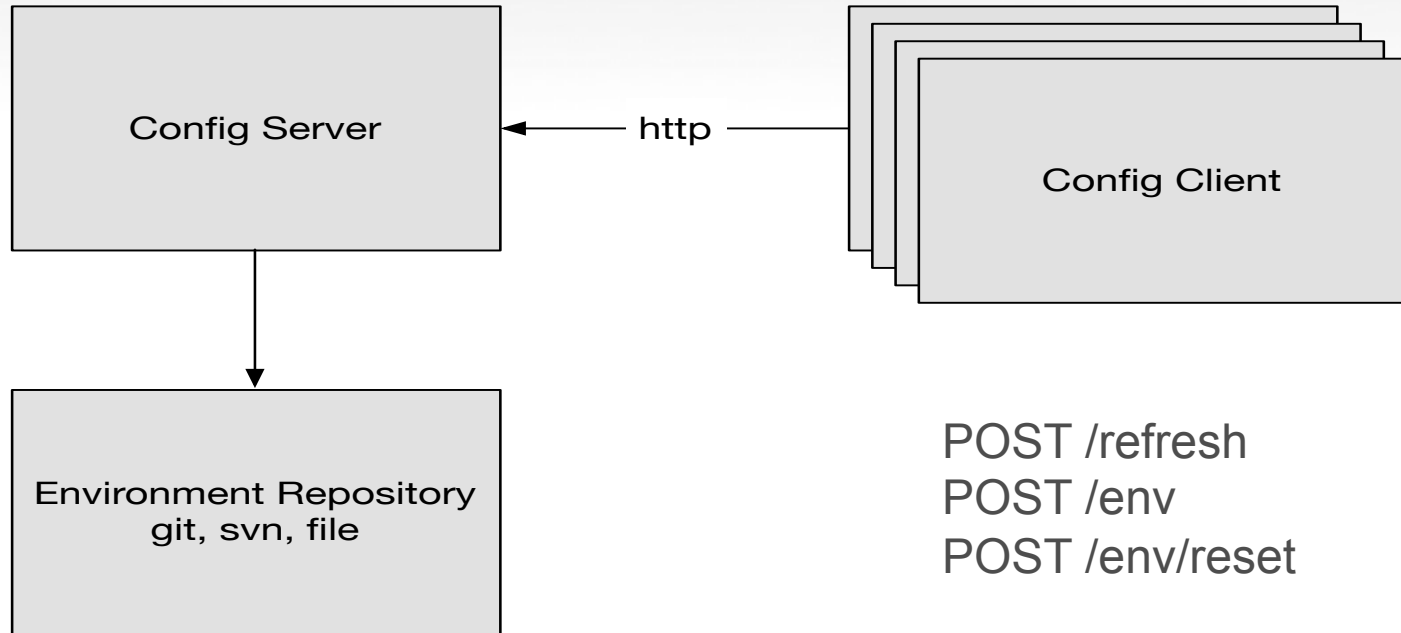 Config Server
http
Config Client
Environment Repository
git, svn, file
POST /refresh
POST /env
POST /env/reset